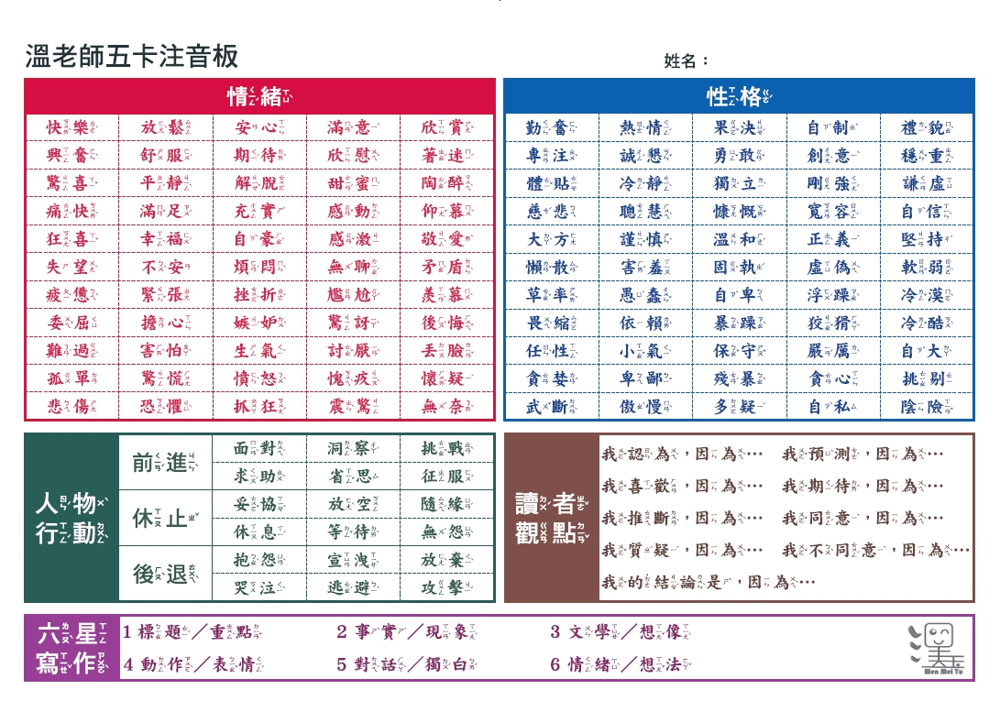 溫老師五卡注音板
姓名：
情緒
快樂 放鬆 安心 滿意 欣賞
興奮 舒服 期待 欣慰 著迷
驚喜 平靜 解脫 甜蜜 陶醉
痛快 滿足 充實 感動 仰慕
狂喜 幸福 自豪 感激 敬愛
失望 不安 煩悶 無聊 矛盾
疲憊 緊張 挫折 尷尬 羨慕
委屈 擔心 嫉妒 驚訝 後悔
難過 害怕 生氣 討厭 丟臉
孤單 驚慌 憤怒 愧疚 懷疑
悲傷 恐懼 抓狂 震驚 無奈
性格
勤奮 熱情 果決 自制 禮貌
專注 誠懇 勇敢 創意 穩重
體貼 冷靜 獨立 剛強 謙虛
慈悲 聰慧 慷慨 寬容 自信
大方 謹慎 溫和 正義 堅持
懶散 害羞 固執 虛偽 軟弱
草率 愚蠢 自卑 浮躁 冷漠
畏縮 依賴 暴躁 狡猾 冷酷
任性 小氣 保守 嚴厲 自大
貪婪 卑鄙 殘暴 貪心 挑剔
武斷 傲慢 多疑 自私 陰險
人物
行動
前進
面對 洞察 挑戰
求助 省思 征服
休止
妥協 放空 隨緣
休息 等待 無怨
後退
抱怨 宣洩 放棄
哭泣 逃避 攻擊
讀者
觀點
我認為，因為… 我預測，因為…
我喜歡，因為… 我期待，因為…
我推斷，因為… 我同意，因為…
我質疑，因為… 我不同意，因為…
我的結論是，因為…
六星
寫作
1 標題／重點 2 事實／現象 3 文學／想像
4 動作／表情 5 對話／獨白 6 情緒／想法
Wen Mei Yu